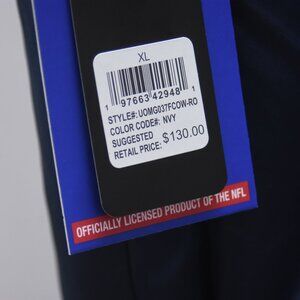 XL
1 97663 42948 1
STYLE#: UOMG037FCOW-RO
COLOR CODE#: NVY
SUGGESTED
RETAIL PRICE: $130.00
OFFICIALLY LICENSED PRODUCT OF THE NFL